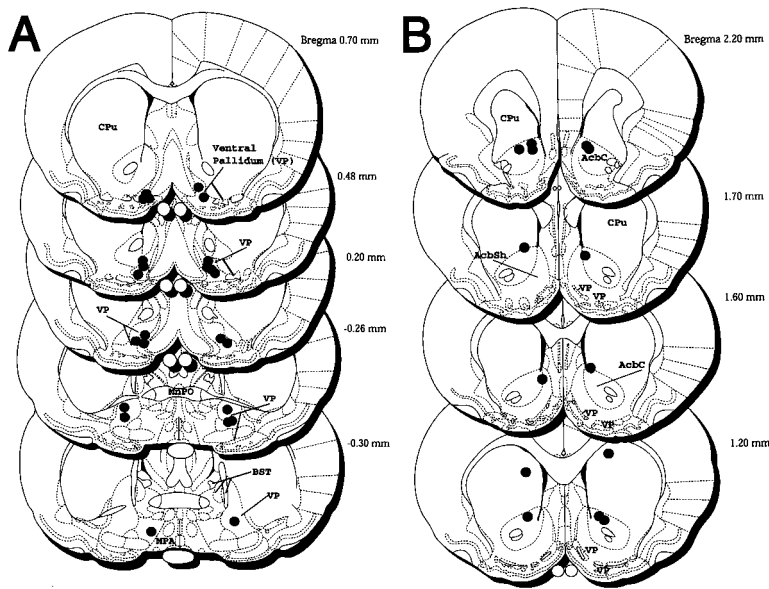 A
B
Bregma 0.70 mm
CPu
Ventral
Pallidum (VP)
0.48 mm
VP
0.20 mm
VP
-0.26 mm
MnPO
VP
-0.30 mm
BST
VP
MPA
Bregma 2.20 mm
CPu
AcbC
1.70 mm
CPu
AcbSh
VP
VP
1.60 mm
AcbC
VP
VP
1.20 mm
VP
VP